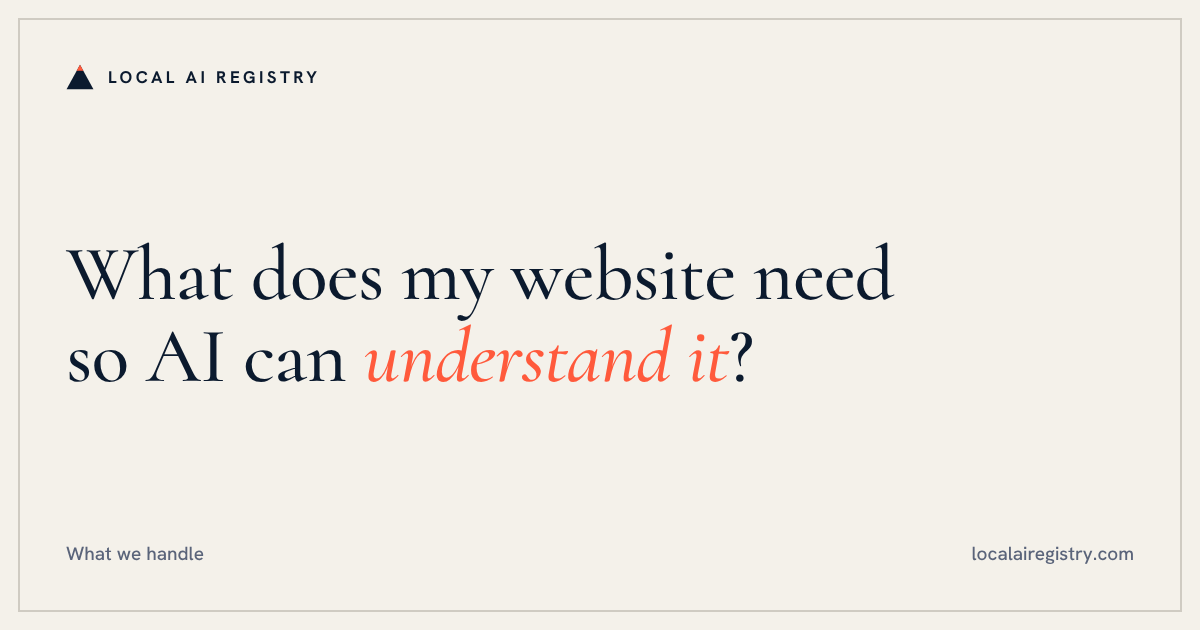 LOCAL AI REGISTRY
What does my website need
so AI can understand it?
What we handle
localairegistry.com